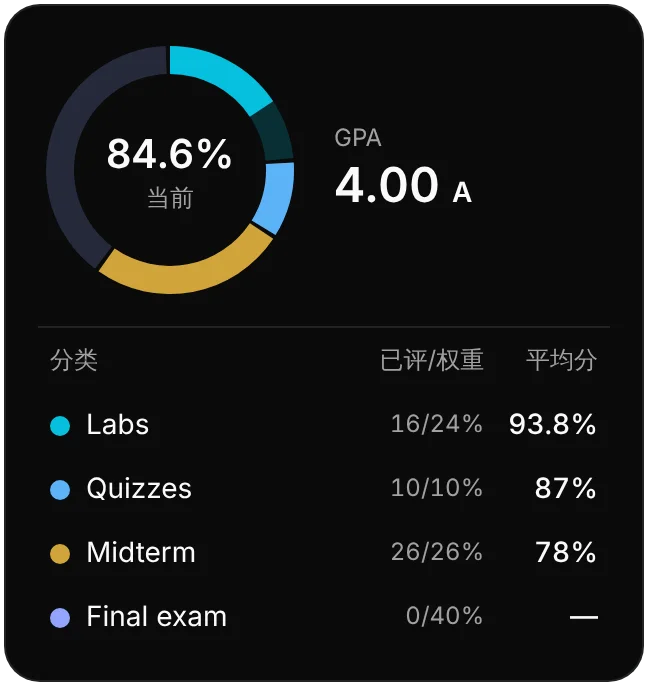 84.6%
当前
GPA
4.00 A
分类 已评/权重 平均分
Labs 16/24% 93.8%
Quizzes 10/10% 87%
Midterm 26/26% 78%
Final exam 0/40% —